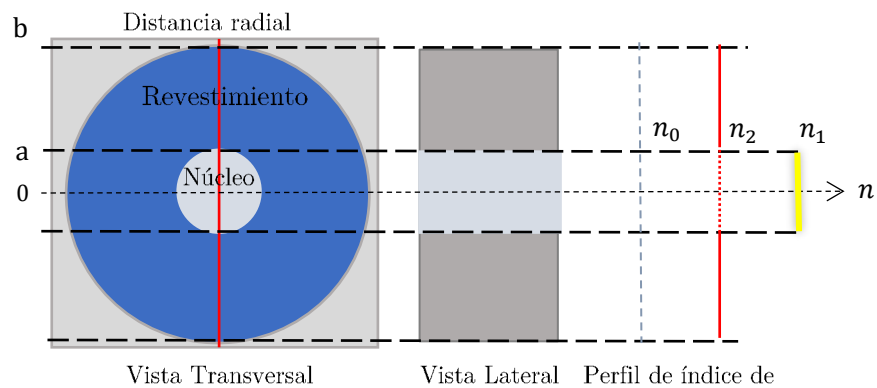 b
Distancia radial
Revestimiento
n₀
n₂
n₁
a
Núcleo
0
n
Vista Transversal
Vista Lateral
Perfil de índice de